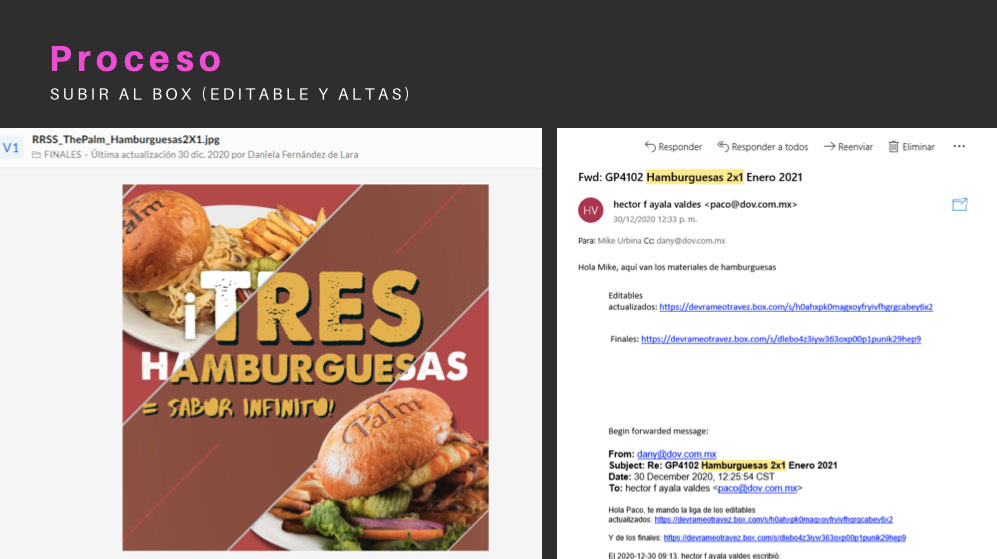 Proceso
SUBIR AL BOX (EDITABLE Y ALTAS)
V1
RRSS_ThePalm_Hamburguesas2X1.jpg
FINALES - Última actualización 30 dic. 2020 por Daniela Fernández de Lara
Palm
¡TRES
HAMBURGUESAS
= SABOR INFINITO!
Palm
Responder
Responder a todos
Reenviar
Eliminar
...
Fwd: GP4102 Hamburguesas 2x1 Enero 2021
HV
hector f ayala valdes <paco@dov.com.mx>
30/12/2020 12:33 p. m.
Para: Mike Urbina Cc: dany@dov.com.mx
Hola Mike, aquí van los materiales de hamburguesas
Editables
actualizados: https://devrameotravez.box.com/s/h0ahxpk0magxoyfryivfhgrgcabey6x2
Finales: https://devrameotravez.box.com/s/dlebo4z3iyw363oxp00p1punik29hep9
Begin forwarded message:
From: dany@dov.com.mx
Subject: Re: GP4102 Hamburguesas 2x1 Enero 2021
Date: 30 December 2020, 12:25:54 CST
To: hector f ayala valdes <paco@dov.com.mx>
Hola Paco, te mando la liga de los editables
actualizados: https://devrameotravez.box.com/s/h0ahxpk0magxoyfryivfhgrgcabey6x2
Y de los finales: https://devrameotravez.box.com/s/dlebo4z3iyw363oxp00p1punik29hep9
El 2020-12-30 09:13, hector f ayala valdes escribió: